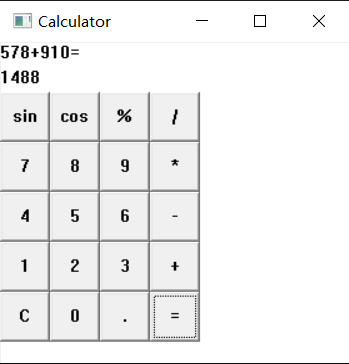 Calculator
578+910=
1488
sin cos % /
7 8 9 *
4 5 6 -
1 2 3 +
C 0 . =